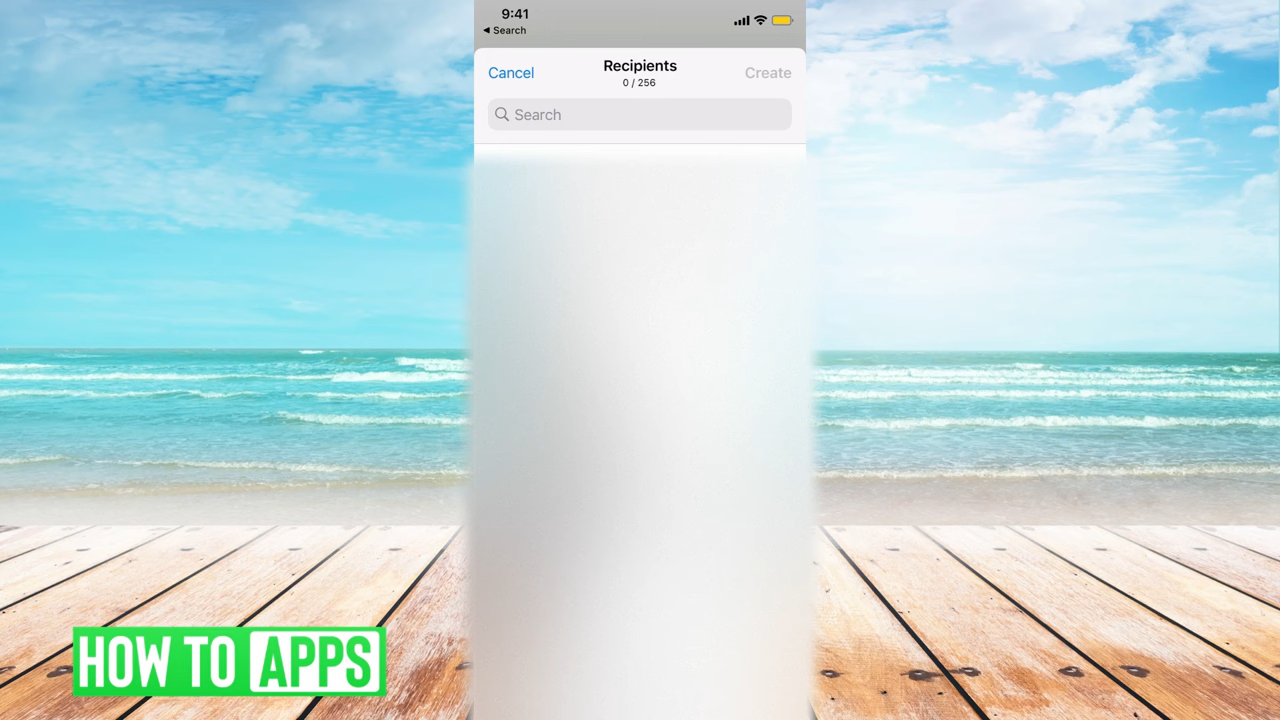 9:41
◀ Search
Cancel
Recipients
Create
0 / 256
Search
HOW TO APPS